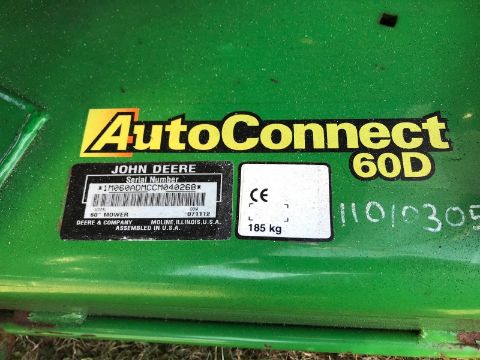 AutoConnect
60D
JOHN DEERE
Serial Number
*1M060ADMCCM040268*
60" MOWER 071112
DEERE & COMPANY MOLINE, ILLINOIS, U.S.A.
ASSEMBLED IN U.S.A.
CE
185 kg
11010305